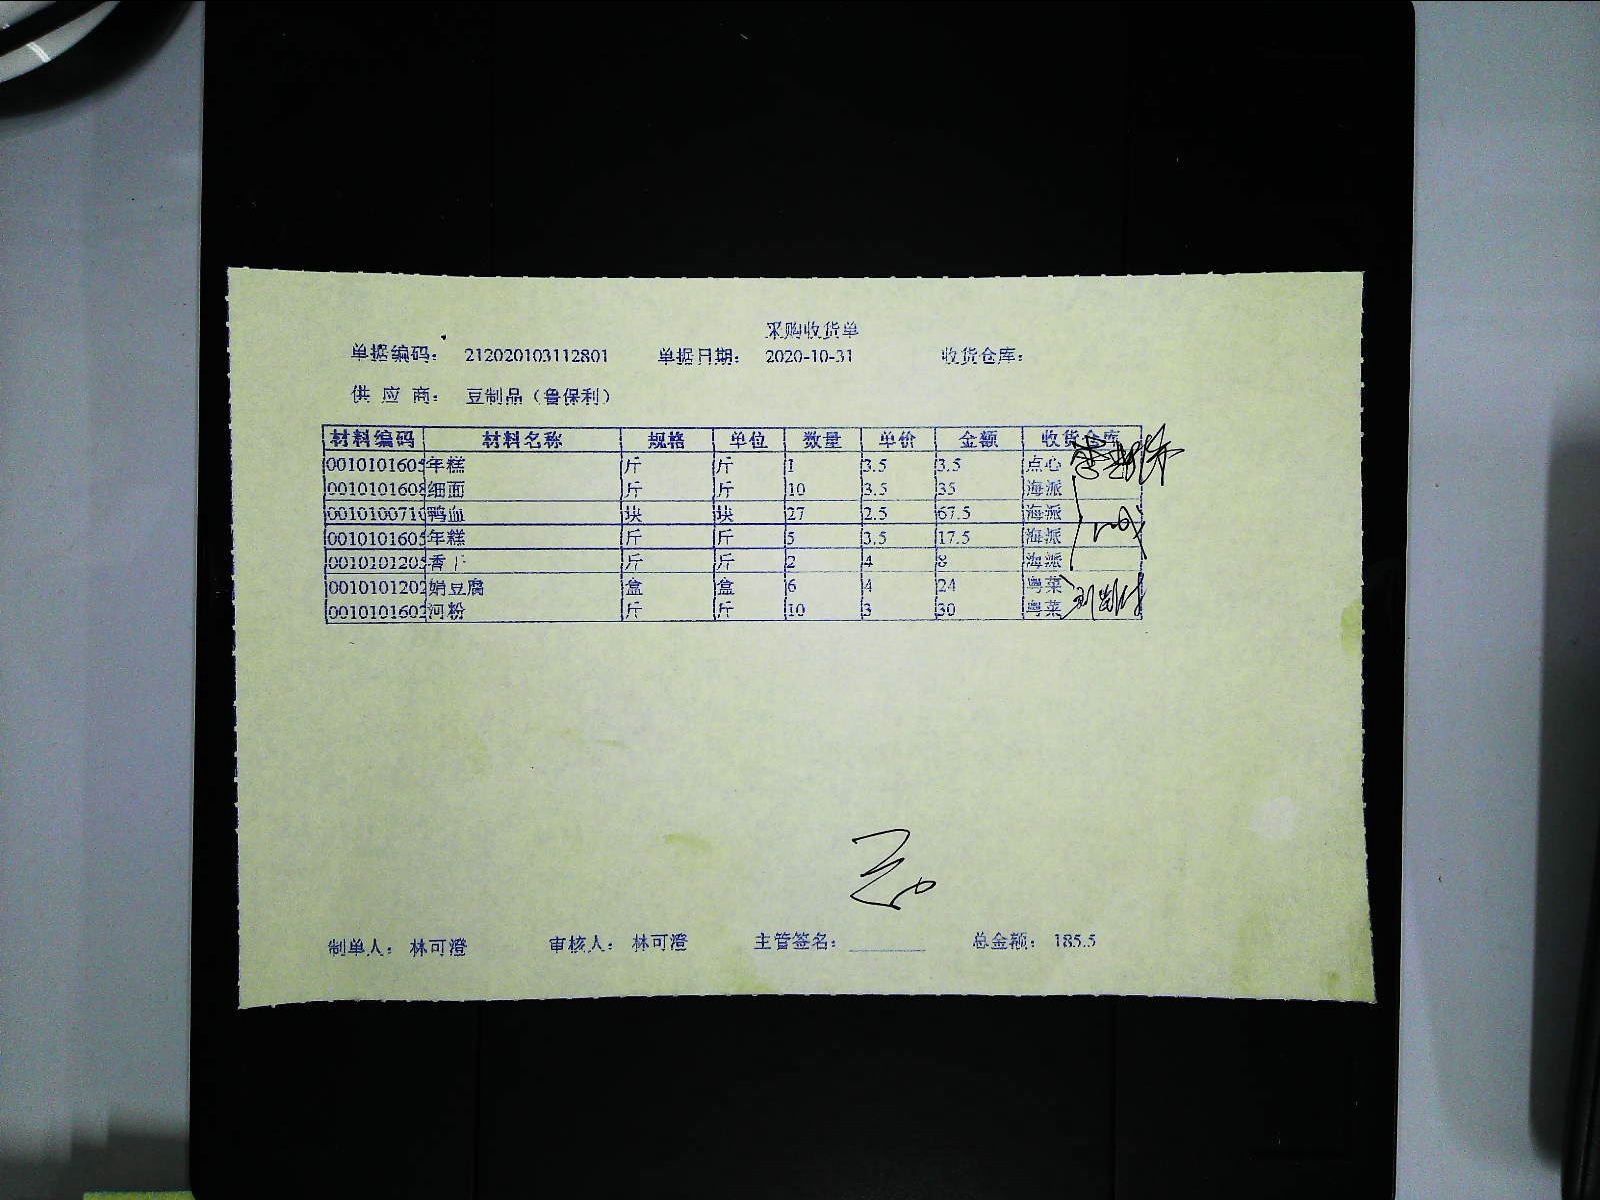 采购收货单
单据编码： 212020103112801 单据日期： 2020-10-31 收货仓库：
供 应 商： 豆制品（鲁保利）
材料编码 材料名称 规格 单位 数量 单价 金额 收货仓库
0010101605 年糕 斤 斤 1 3.5 3.5 点心
0010101608 细面 斤 斤 10 3.5 35 海派
0010100710 鸭血 块 块 27 2.5 67.5 海派
0010101605 年糕 斤 斤 5 3.5 17.5 海派
0010101205 香干 斤 斤 2 4 8 海派
0010101202 娟豆腐 盒 盒 6 4 24 粤菜
0010101602 河粉 斤 斤 10 3 30 粤菜
制单人： 林可澄 审核人： 林可澄 主管签名： 总金额： 185.5